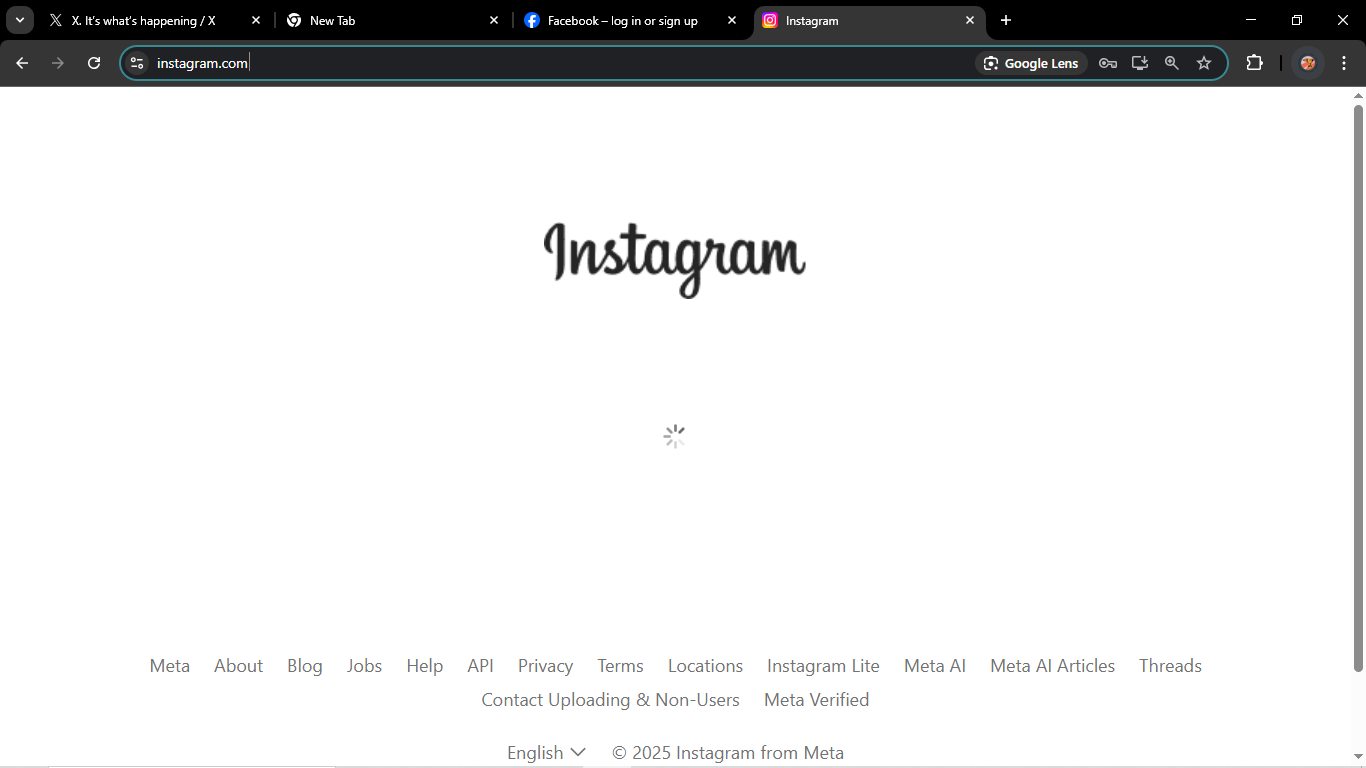 X. It's what's happening / X
New Tab
Facebook – log in or sign up
Instagram
instagram.com
Google Lens
Instagram
Meta About Blog Jobs Help API Privacy Terms Locations Instagram Lite Meta AI Meta AI Articles Threads
Contact Uploading & Non-Users Meta Verified
English © 2025 Instagram from Meta